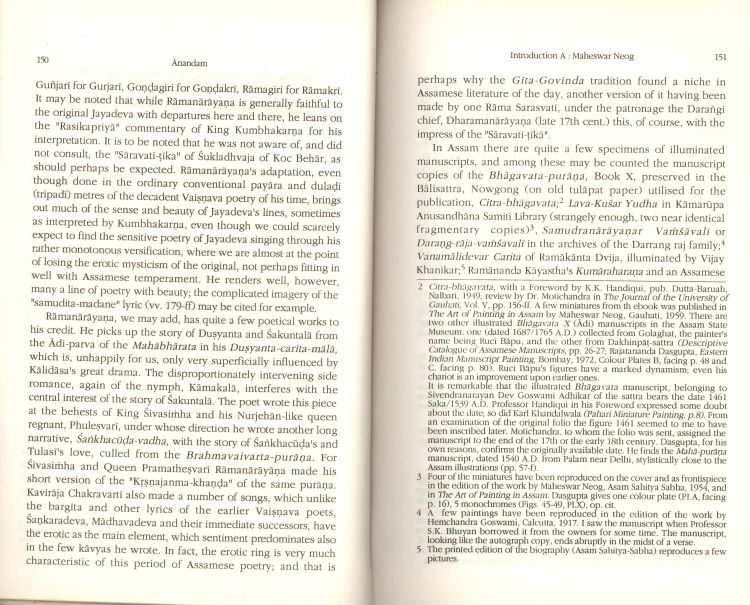 150
Ānandam
Guñjarī for Gurjari, Goṇḍagiri for Goṇḍakrī, Rāmagiri for Rāmakrī.
It may be noted that while Rāmanārāyaṇa is generally faithful to
the original Jayadeva with departures here and there, he leans on
the "Rasikapriyā" commentary of King Kumbhakarṇa for his
interpretation. It is to be noted that he was not aware of, and did
not consult, the "Sāravatī-ṭīka" of Śukladhvaja of Koc Behār, as
should perhaps be expected. Rāmanārāyaṇa's adaptation, even
though done in the ordinary conventional payāra and dulaḍi
(tripadi) metres of the decadent Vaiṣṇava poetry of his time, brings
out much of the sense and beauty of Jayadeva's lines, sometimes
as interpreted by Kumbhakarṇa, even though we could scarcely
expect to find the sensitive poetry of Jayadeva singing through his
rather monotonous versification, where we are almost at the point
of losing the erotic mysticism of the original, not perhaps fitting in
well with Assamese temperament. He renders well, however,
many a line of poetry with beauty; the complicated imagery of the
"samudita-madane" lyric (vv. 179-ff) may be cited for example.
Rāmanārāyaṇa, we may add, has quite a few poetical works to
his credit. He picks up the story of Duṣyanta and Śakuntalā from
the Ādi-parva of the Mahābhārata in his Duṣyanta-carita-mālā,
which is, unhappily for us, only very superficially influenced by
Kālidāsa's great drama. The disproportionately intervening side
romance, again of the nymph, Kāmakalā, interferes with the
central interest of the story of Śakuntalā. The poet wrote this piece
at the behests of King Śivasiṁha and his Nurjehān-like queen
regnant, Phuleśvari, under whose direction he wrote another long
narrative, Śaṅkhacūḍa-vadha, with the story of Śaṅkhacūḍa's and
Tulasi's love, culled from the Brahmavaivarta-purāṇa. For
Śivasiṁha and Queen Pramatheśvarī Rāmanārāyaṇa made his
short version of the "Kṛṣṇajanma-khaṇḍa" of the same purāṇa.
Kavirāja Chakravartī also made a number of songs, which unlike
the bargīta and other lyrics of the earlier Vaiṣṇava poets,
Śaṅkaradeva, Mādhavadeva and their immediate successors, have
the erotic as the main element, which sentiment predominates also
in the few kāvyas he wrote. In fact, the erotic ring is very much
characteristic of this period of Assamese poetry; and that is
Introduction A : Maheswar Neog
151
perhaps why the Gīta-Govinda tradition found a niche in
Assamese literature of the day, another version of it having been
made by one Rāma Sarasvatī, under the patronage the Daraṅgi
chief, Dharmanārāyaṇa (late 17th cent.) this, of course, with the
impress of the "Sāravatī-ṭīkā".
In Assam there are quite a few specimens of illuminated
manuscripts, and among these may be counted the manuscript
copies of the Bhāgavata-purāṇa, Book X, preserved in the
Bālisattra, Nowgong (on old tulāpat paper) utilised for the
publication, Citra-bhāgavata;2 Lava-Kuśar Yudha in Kāmarūpa
Anusandhāna Samiti Library (strangely enough, two near identical
fragmentary copies)3, Samudranārāyaṇar Vaṁśāvalī or
Daraṅg-rāja-vaṁśavali in the archives of the Darrang raj family;4
Vanamālidevar Carita of Ramākānta Dvija, illuminated by Vijay
Khanikar;5 Ramānanda Kāyastha's Kumāraharaṇa and an Assamese
2 Citra-bhāgavata, with a Foreword by K.K. Handiqui, pub. Dutta-Baruah,
Nalbari, 1949; review by Dr. Motichandra in The Journal of the University of
Gauhati, Vol. V, pp. 156-ff. A few miniatures from th ebook was published in
The Art of Painting in Assam by Maheswar Neog, Gauhati, 1959. There are
two other illustrated Bhāgavata X (Ādi) manuscripts in the Assam State
Museum, one (dated 1687/1765 A.D.) collected from Golaghat, the painter's
name being Ruci Bāpu, and the other from Dakhinpāṭ-sattra (Descriptive
Catalogue of Assamese Manuscripts, pp. 26-27; Rajatananda Dasgupta, Eastern
Indian Manuscript Painting, Bombay, 1972, Colour Plates B, facing p. 48 and
C, facing p. 80). Ruci Bāpu's figures have a marked dynamism; even his
chariot is an improvement upon earlier ones.
It is remarkable that the illustrated Bhāgavata manuscript, belonging to
Sivendranarayan Dev Goswami Adhikar of the sattra bears the date 1461
Saka/1539 A.D. Professor Handiqui in his Foreword expressed some doubt
about the date; so did Karl Khandalwala (Pahari Miniature Painting, p.8). From
an examination of the original folio the figure 1461 seemed to me to have
been inscribed later. Motichandra, to whom the folio was sent, assigned the
manuscript to the end of the 17th or the early 18th century. Dasgupta, for his
own reasons, confirms the originally available date. He finds the Mahā-purāṇa
manuscript, dated 1540 A.D. from Palam near Delhi, stylistically close to the
Assam illustrations (pp. 57-f).
3 Four of the miniatures have been reproduced on the cover and as frontispiece
in the edition of the work by Maheswar Neog, Asam Sahitya Sabha, 1954, and
in The Art of Painting in Assam. Dasgupta gives one colour plate (Pl.A, facing
p. 16), 5 monochromes (Figs. 45-49, Pl.X), op. cit.
4 A few paintings have been reproduced in the edition of the work by
Hemchandra Goswami, Calcutta, 1917. I saw the manuscript when Professor
S.K. Bhuyan borrowed it from the owners for some time. The manuscript,
looking like the autograph copy, ends abruptly in the midst of a verse.
5 The printed edition of the biography (Asam Sahitya-Sabha) reproduces a few
pictures.